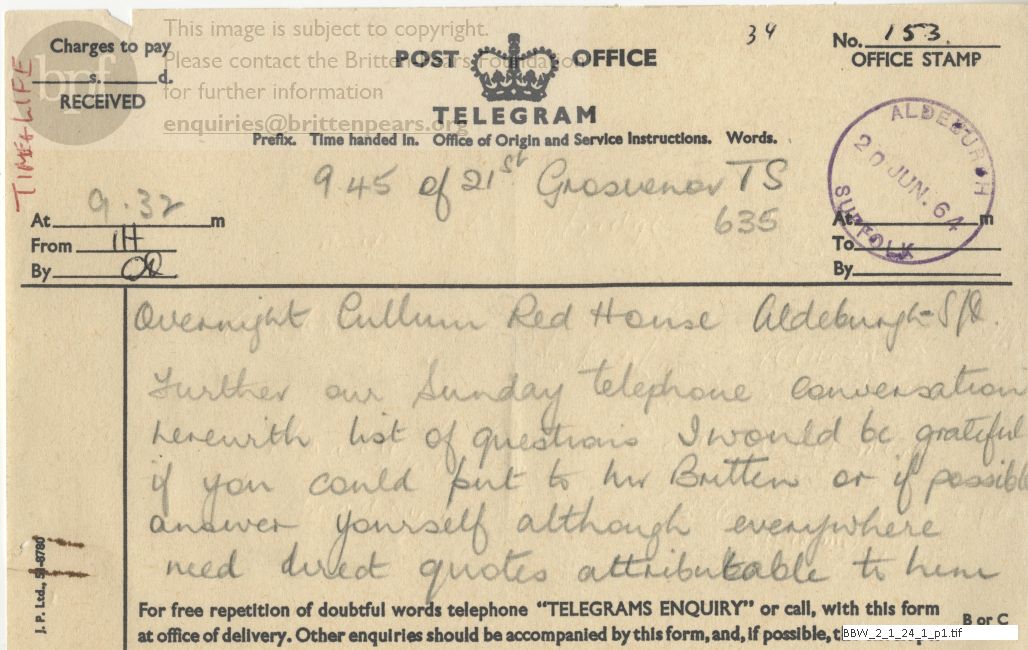 This image is subject to copyright.
Please contact the Britten-Pears Foundation
for further information
enquiries@brittenpears.org
bpf
TIME & LIFE
Charges to pay
s. d.
RECEIVED
POST OFFICE
TELEGRAM
34
No. 153.
OFFICE STAMP
Prefix. Time handed in. Office of Origin and Service Instructions. Words.
9.45 of 21st Grosvenor TS
635
ALDEBURGH
20 JUN. 64
SUFFOLK
At 9.32 m
From IH
By
At m
To
By
Overnight Cullum Red House Aldeburgh-S/O.
Further our Sunday telephone conversation
herewith list of questions I would be grateful
if you could put to Mr Britten or if possible
answer yourself although everywhere
need direct quotes attributable to him
For free repetition of doubtful words telephone "TELEGRAMS ENQUIRY" or call, with this form
at office of delivery. Other enquiries should be accompanied by this form, and, if possible, t
B or C
J. P. Ltd., 51-8780
BBW_2_1_24_1_p1.tif